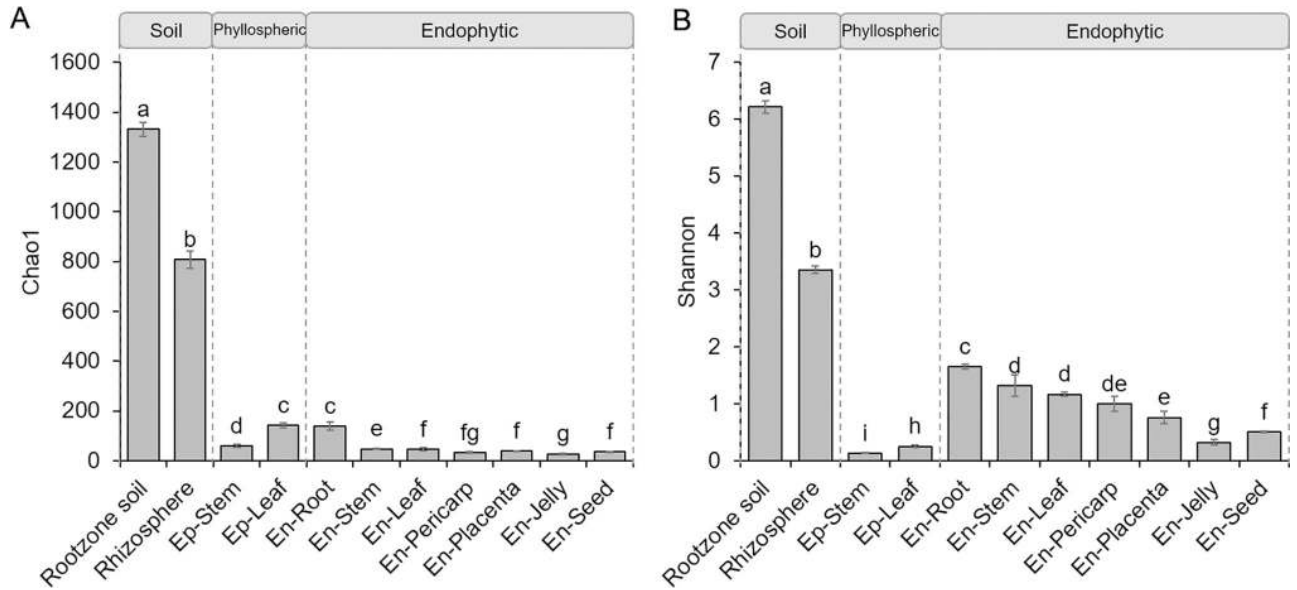 A
Soil
Phyllospheric
Endophytic
Chao1
1600
1400
1200
1000
800
600
400
200
0
a
b
d
c
c
e
f
fg
f
g
f
Rootzone soil
Rhizosphere
Ep-Stem
Ep-Leaf
En-Root
En-Stem
En-Leaf
En-Pericarp
En-Placenta
En-Jelly
En-Seed
B
Soil
Phyllospheric
Endophytic
Shannon
7
6
5
4
3
2
1
0
a
b
i
h
c
d
d
de
e
g
f
Rootzone soil
Rhizosphere
Ep-Stem
Ep-Leaf
En-Root
En-Stem
En-Leaf
En-Pericarp
En-Placenta
En-Jelly
En-Seed